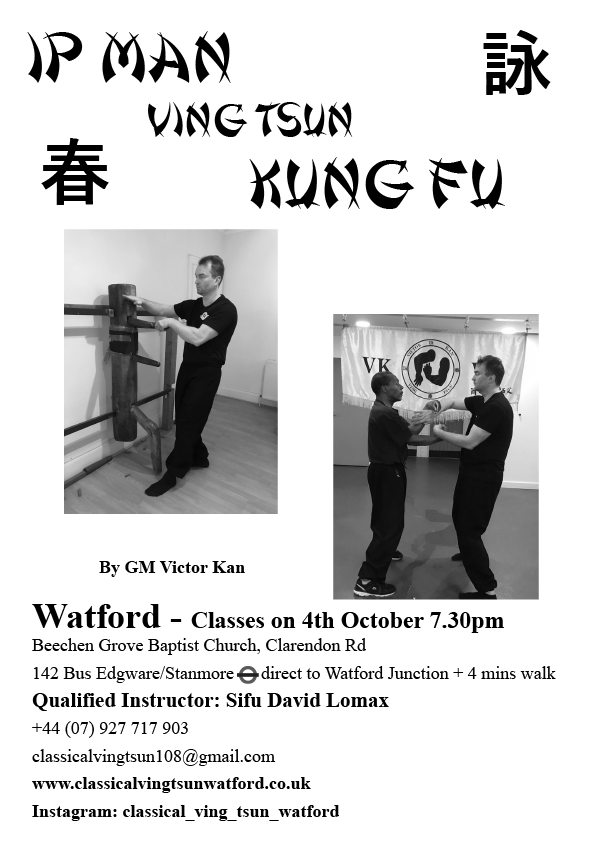 IP MAN
詠
VING TSUN
春
KUNG FU
VK
By GM Victor Kan
Watford - Classes on 4th October 7.30pm
Beechen Grove Baptist Church, Clarendon Rd
142 Bus Edgware/Stanmore direct to Watford Junction + 4 mins walk
Qualified Instructor: Sifu David Lomax
+44 (07) 927 717 903
classicalvingtsun108@gmail.com
www.classicalvingtsunwatford.co.uk
Instagram: classical_ving_tsun_watford